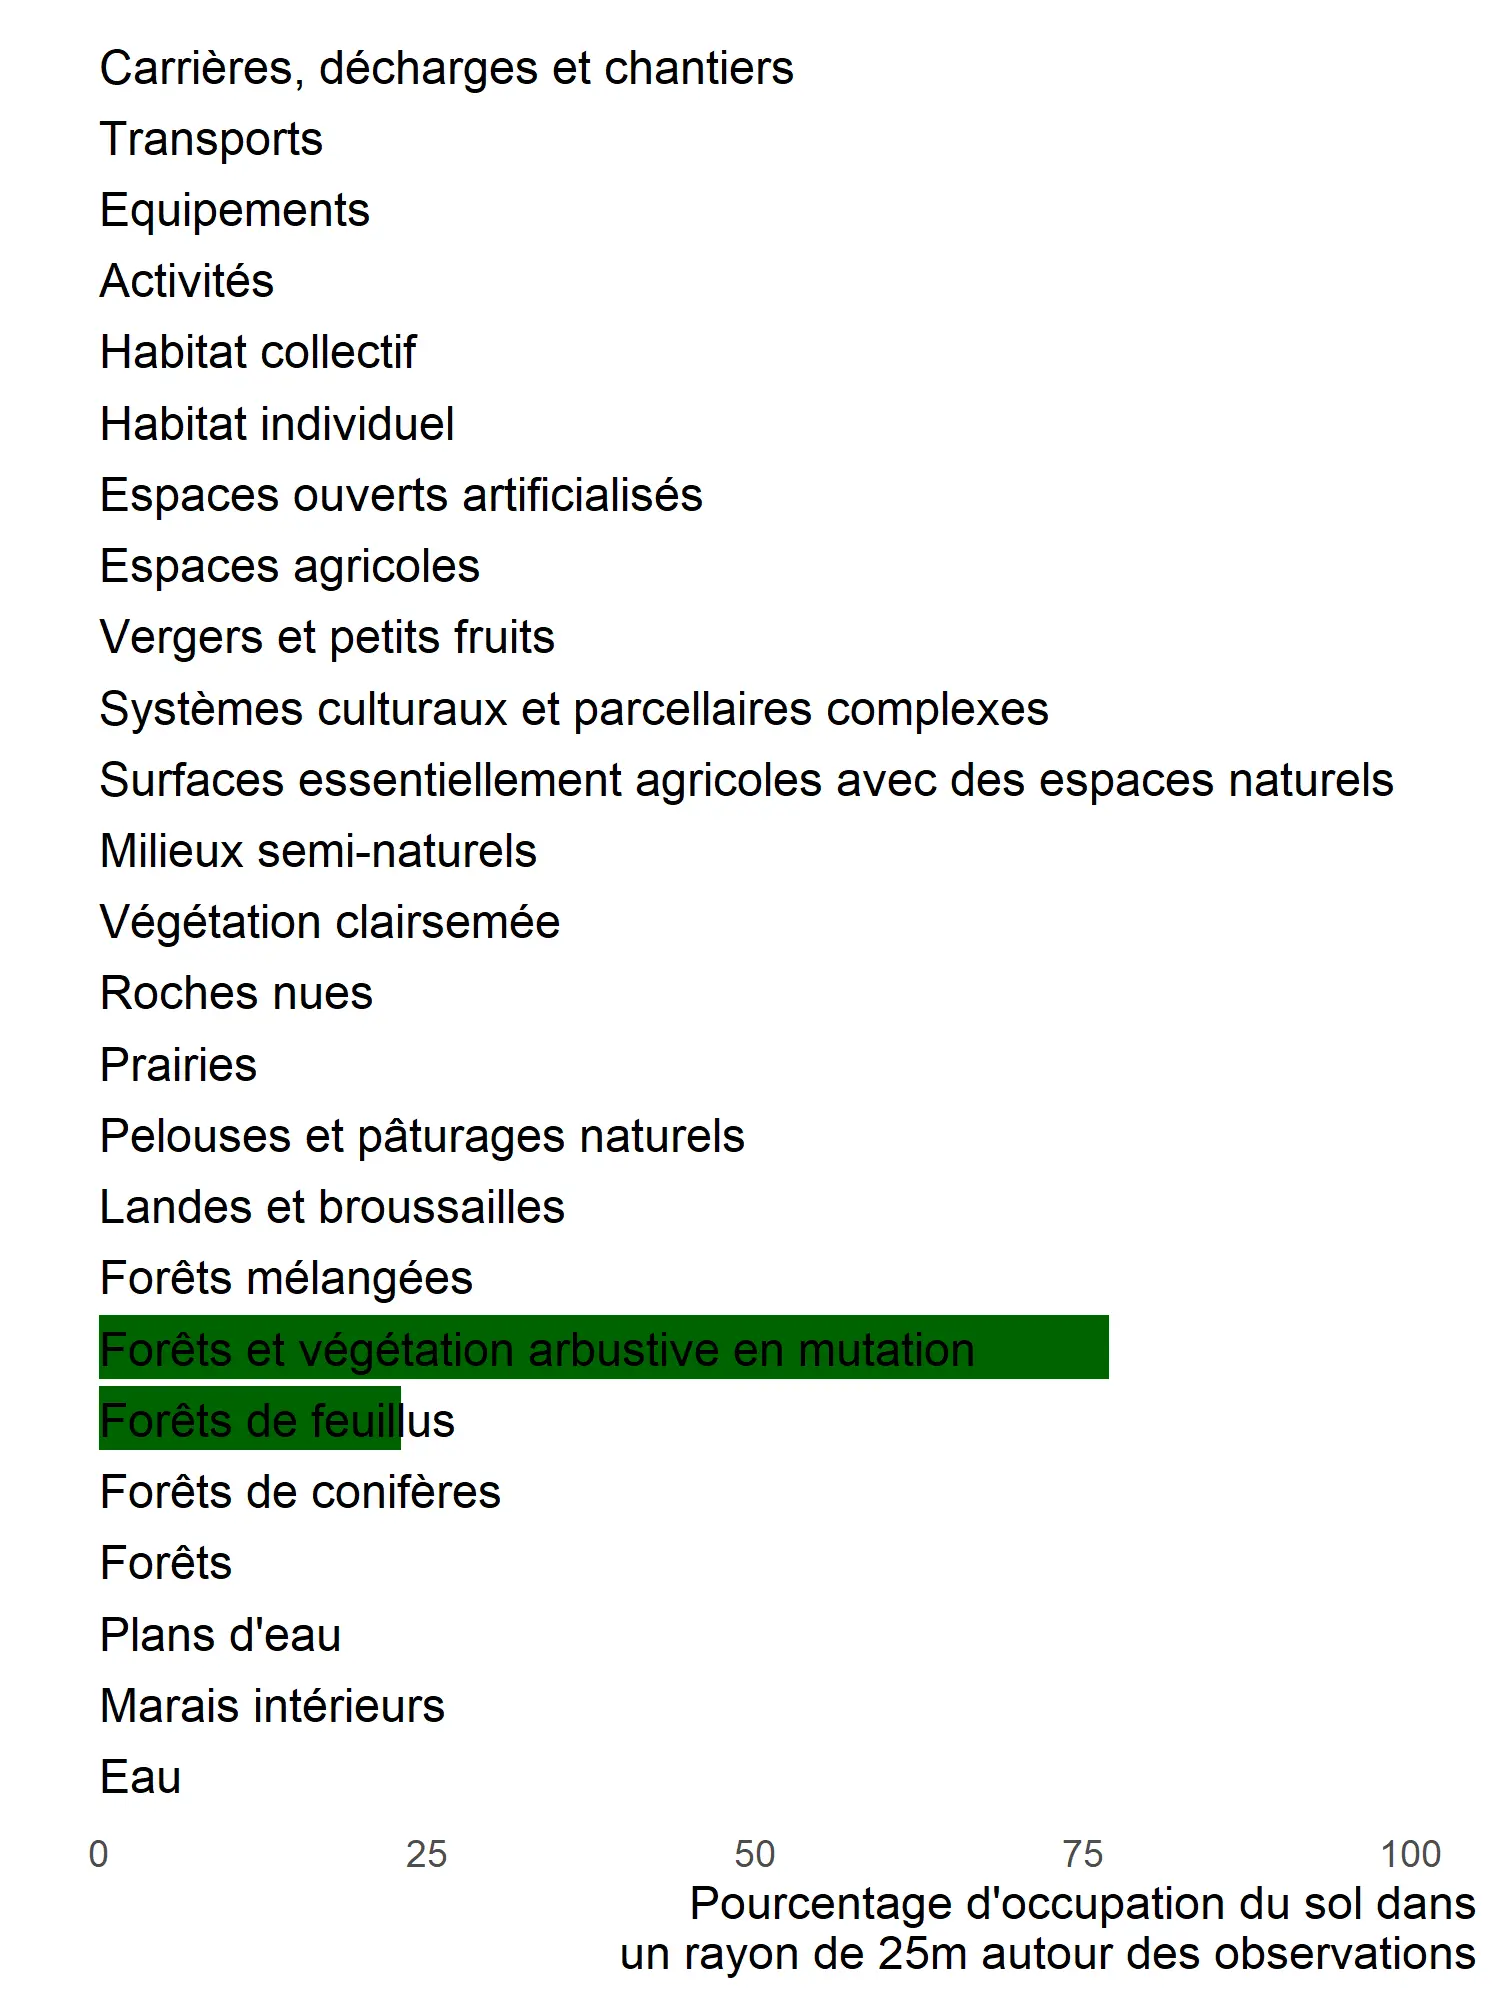 Carrières, décharges et chantiers
Transports
Equipements
Activités
Habitat collectif
Habitat individuel
Espaces ouverts artificialisés
Espaces agricoles
Vergers et petits fruits
Systèmes culturaux et parcellaires complexes
Surfaces essentiellement agricoles avec des espaces naturels
Milieux semi-naturels
Végétation clairsemée
Roches nues
Prairies
Pelouses et pâturages naturels
Landes et broussailles
Forêts mélangées
Forêts et végétation arbustive en mutation
Forêts de feuillus
Forêts de conifères
Forêts
Plans d'eau
Marais intérieurs
Eau
0 25 50 75 100
Pourcentage d'occupation du sol dans
un rayon de 25m autour des observations